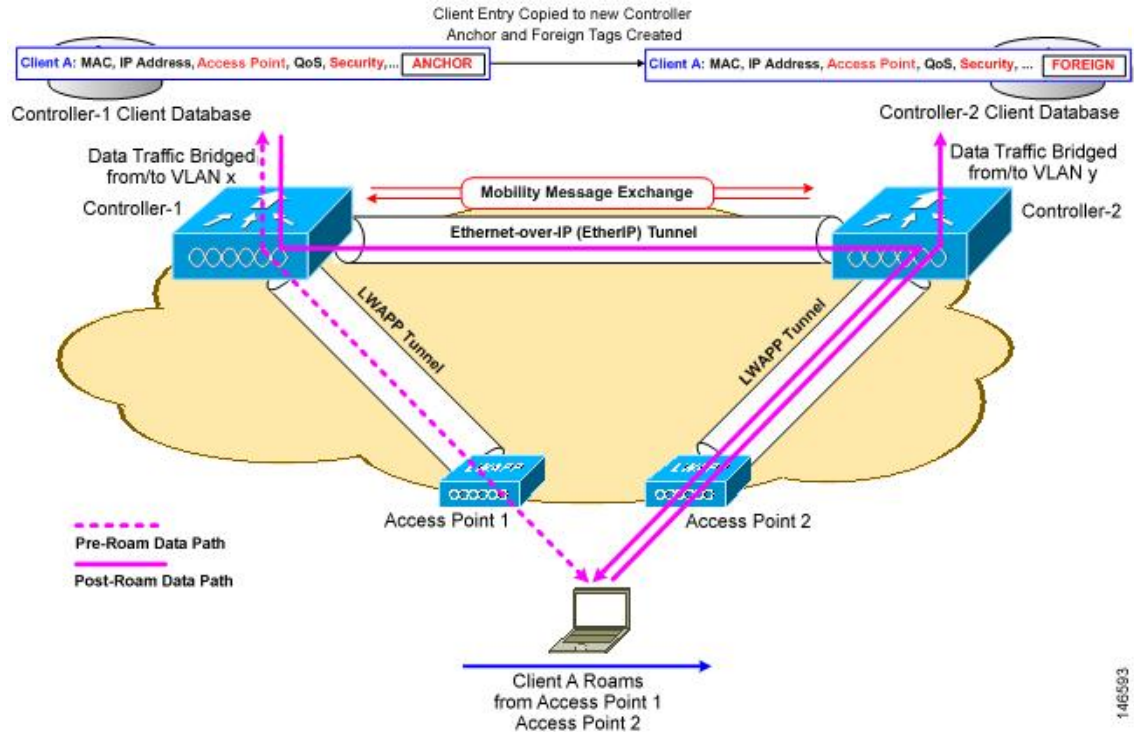 Client Entry Copied to new Controller
Anchor and Foreign Tags Created
Client A: MAC, IP Address, Access Point, QoS, Security,... ANCHOR
Client A: MAC, IP Address, Access Point, QoS, Security, ... FOREIGN
Controller-1 Client Database
Controller-2 Client Database
Data Traffic Bridged
from/to VLAN x
Data Traffic Bridged
from/to VLAN y
Controller-1
Mobility Message Exchange
Controller-2
Ethernet-over-IP (EtherIP) Tunnel
LWAPP Tunnel
LWAPP Tunnel
LWAPP
LWAPP
Access Point 1
Access Point 2
Pre-Roam Data Path
Post-Roam Data Path
Client A Roams
from Access Point 1
Access Point 2
146593